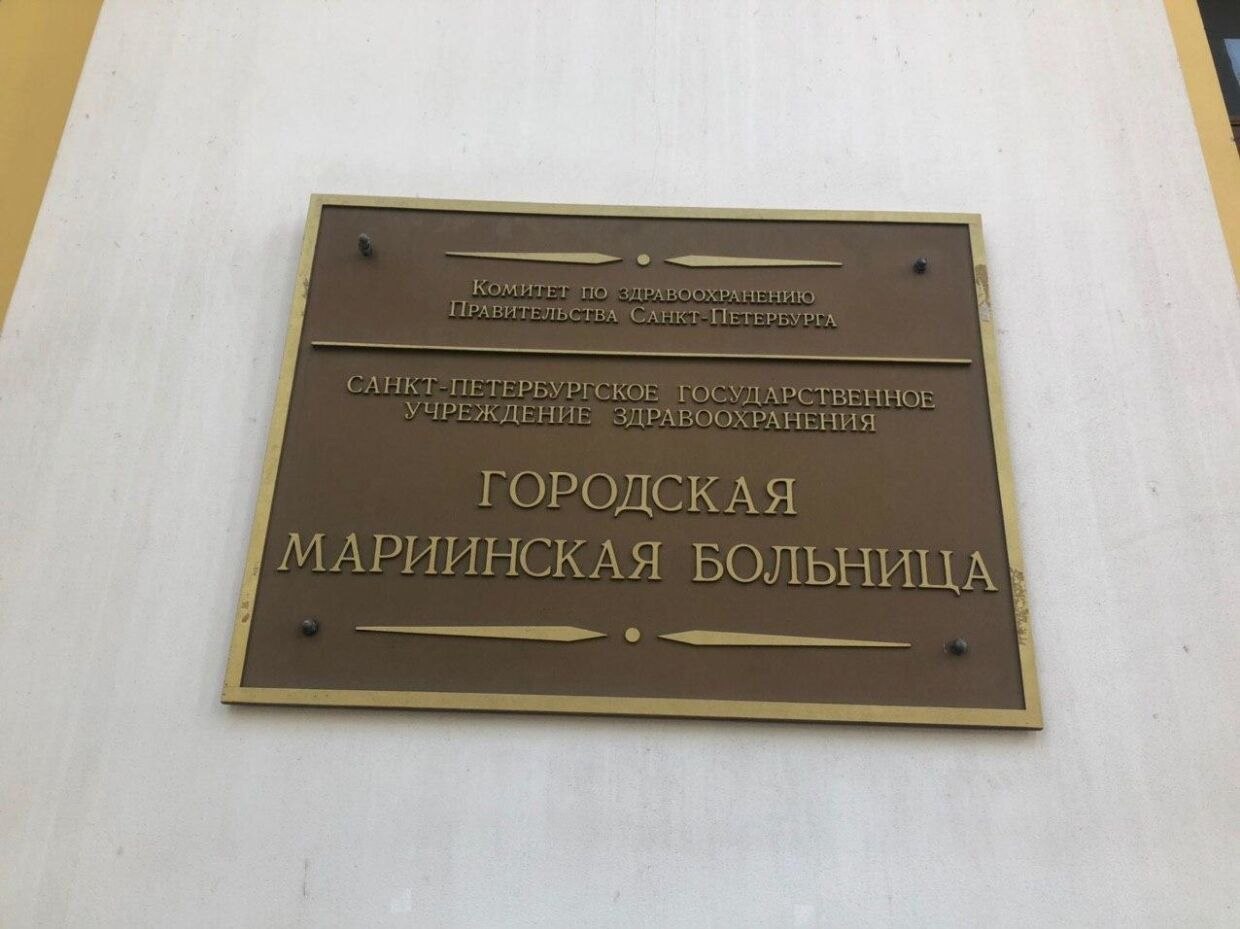 Комитет по здравоохранению
Правительства Санкт-Петербурга
САНКТ-ПЕТЕРБУРГСКОЕ ГОСУДАРСТВЕННОЕ
УЧРЕЖДЕНИЕ ЗДРАВООХРАНЕНИЯ
ГОРОДСКАЯ
МАРИИНСКАЯ БОЛЬНИЦА